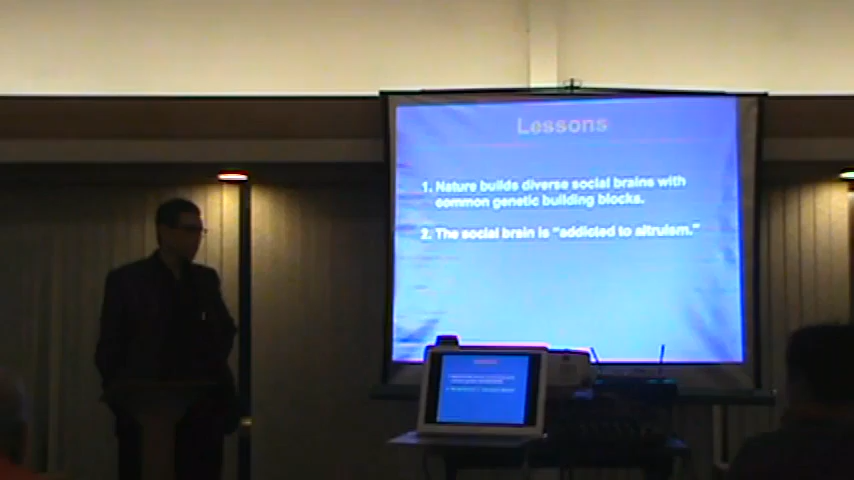 Lessons
1. Nature builds diverse social brains with
common genetic building blocks.
2. The social brain is "addicted to altruism."